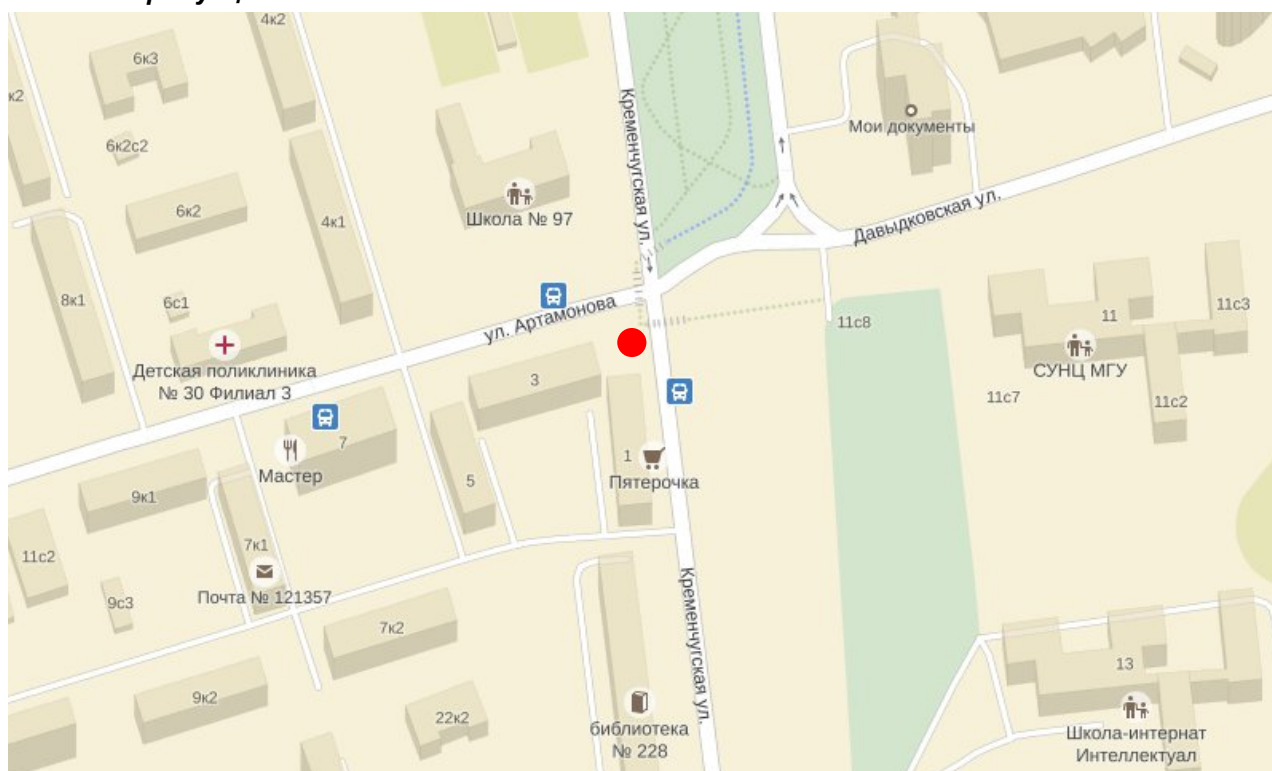 4к2
6к3
к2
Кременчугская ул.
Мои документы
6к2с2
6к2
4к1
Школа № 97
Давыдковская ул.
8к1
6с1
ул. Артамонова
11с8
11
11с3
Детская поликлиника
№ 30 Филиал 3
3
СУНЦ МГУ
11с7
11с2
7
Мастер
5
1
Пятерочка
9к1
11с2
7к1
Почта № 121357
9с3
Кременчугская ул.
7к2
13
9к2
22к2
библиотека
№ 228
Школа-интернат
Интеллектуал